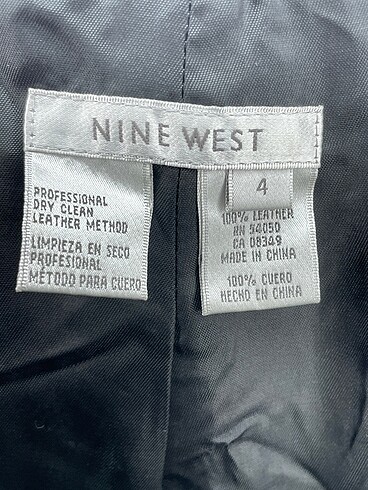 NINE WEST
PROFESSIONAL
DRY CLEAN
LEATHER METHOD
LIMPIEZA EN SECO
PROFESIONAL
MÉTODO PARA CUERO
4
100% LEATHER
RN 54050
CA 08349
MADE IN CHINA
100% CUERO
HECHO EN CHINA